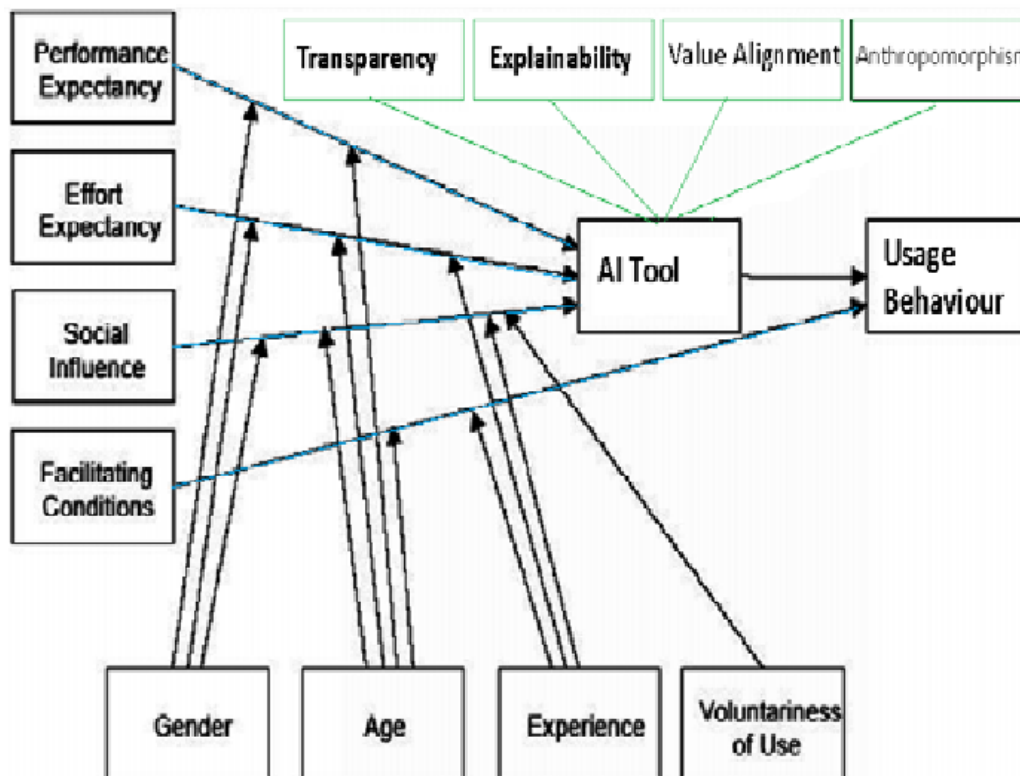 Performance
Expectancy
Transparency
Explainability
Value Alignment
Anthropomorphism
Effort
Expectancy
AI Tool
Usage
Behaviour
Social
Influence
Facilitating
Conditions
Gender
Age
Experience
Voluntariness
of Use